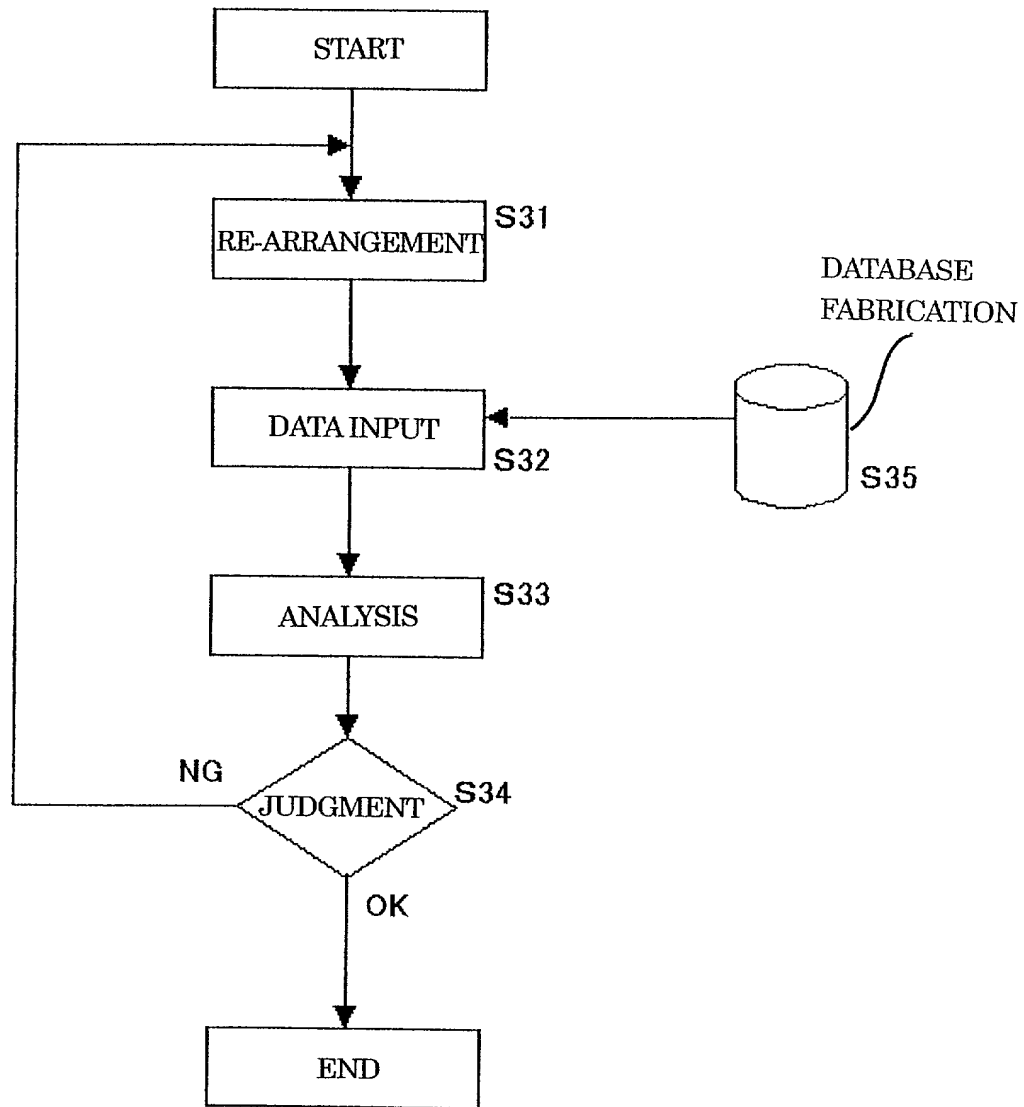 START
S31
RE-ARRANGEMENT
DATABASE
FABRICATION
DATA INPUT
S32
S35
S33
ANALYSIS
NG
JUDGMENT
S34
OK
END